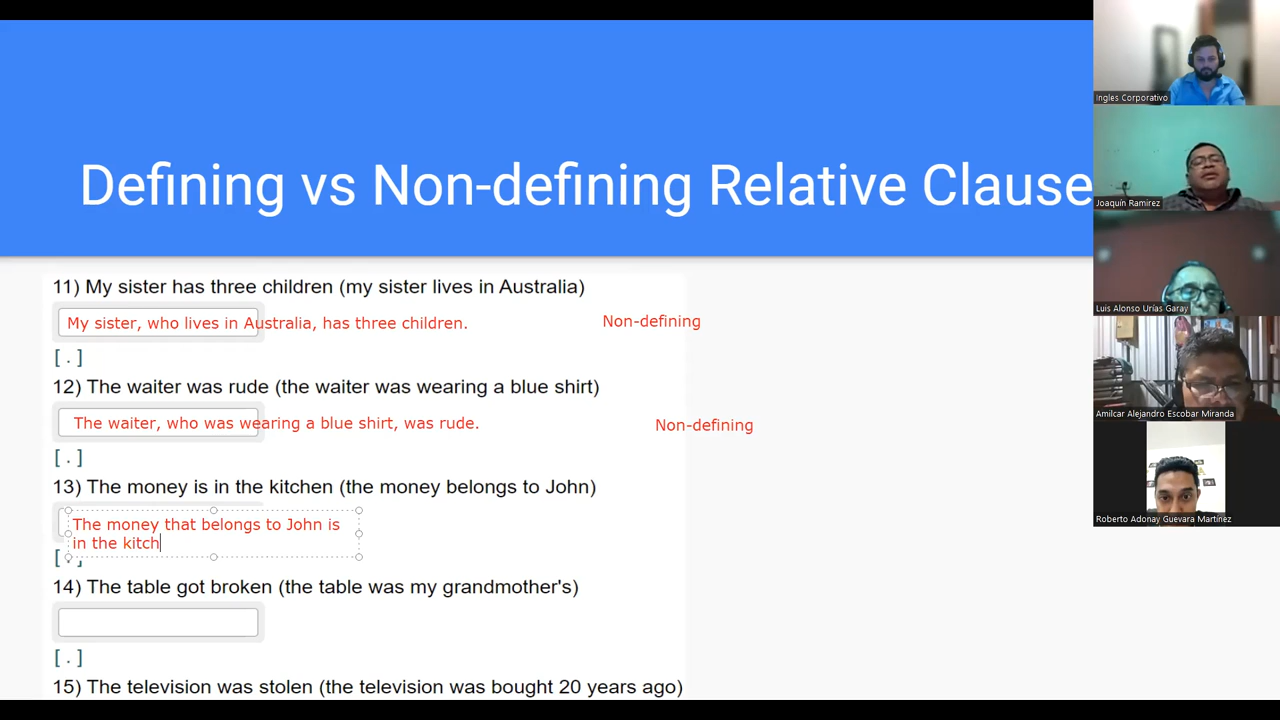 Defining vs Non-defining Relative Clause
11) My sister has three children (my sister lives in Australia)
My sister, who lives in Australia, has three children.
Non-defining
[ . ]
12) The waiter was rude (the waiter was wearing a blue shirt)
The waiter, who was wearing a blue shirt, was rude.
Non-defining
[ . ]
13) The money is in the kitchen (the money belongs to John)
The money that belongs to John is
in the kitch
[ . ]
14) The table got broken (the table was my grandmother's)
[ . ]
15) The television was stolen (the television was bought 20 years ago)
Ingles Corporativo
Joaquín Ramirez
Luis Alonso Urías Garay
Amilcar Alejandro Escobar Miranda
Roberto Adonay Guevara Martínez